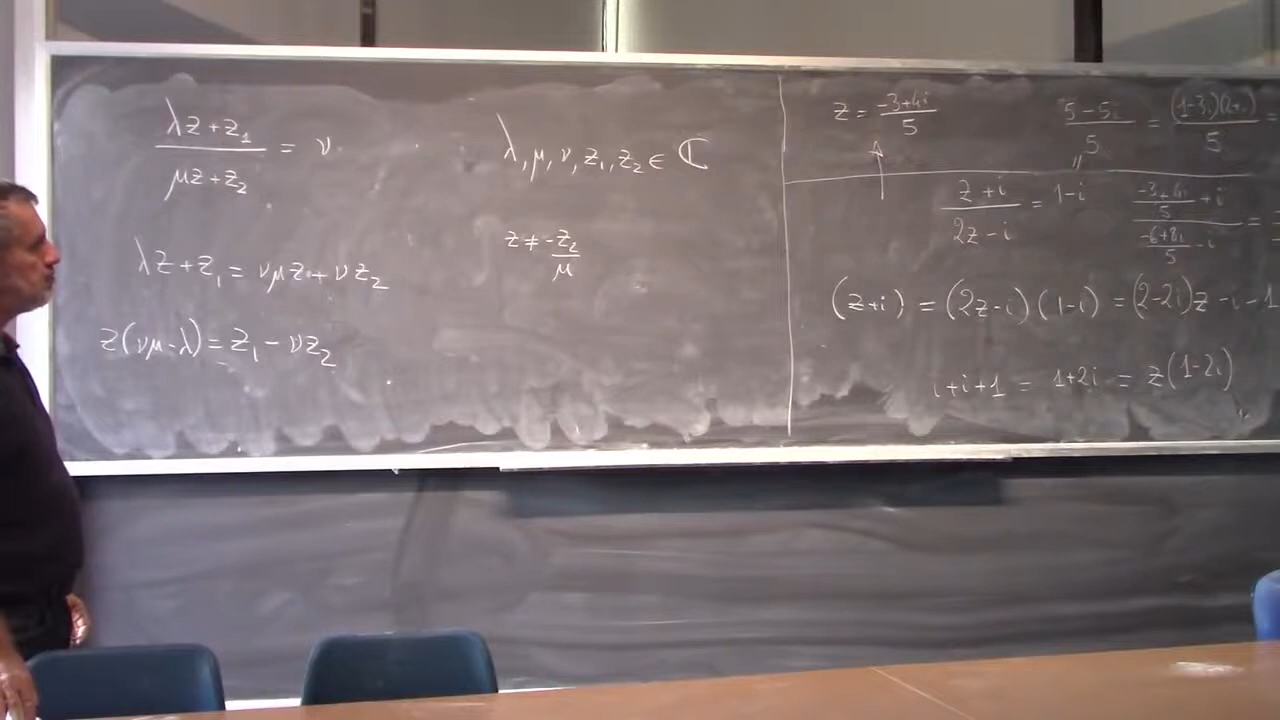 λz+z₁ / μz+z₂ = ν
λ, μ, ν, z₁, z₂ ∈ ℂ
z ≠ -z₂/μ
λz+z₁ = νμz + νz₂
z(νμ-λ) = z₁ - νz₂
z = -3+4i / 5
5-5i / 5 = (1-3i)(2+i) / 5 =
z+i / 2z-i = 1-i
-3+4i/5 +i / -6+8i/5 -i =
(z+i) = (2z-i)(1-i) = (2-2i)z -i -1
i+i+1 = 1+2i = z(1-2i)